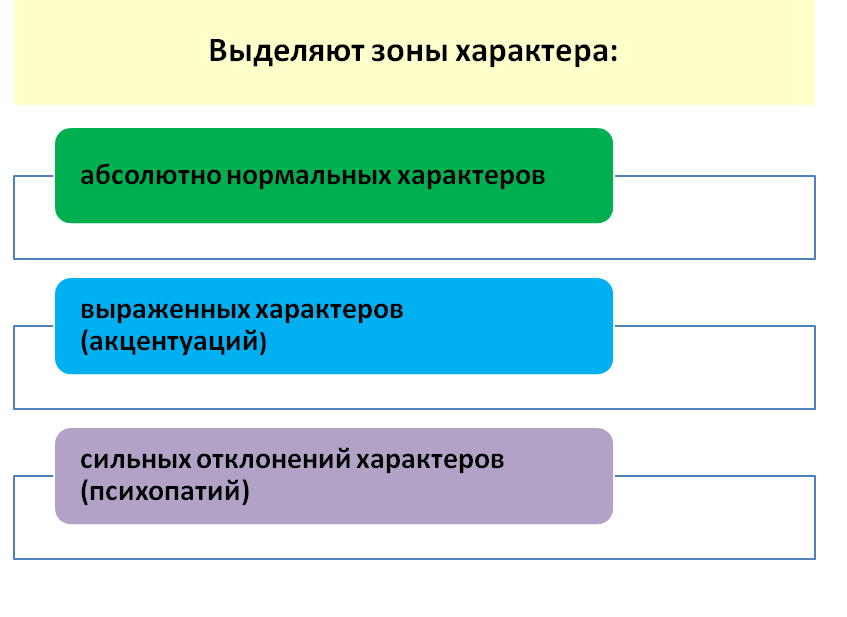 Выделяют зоны характера:
абсолютно нормальных характеров
выраженных характеров
(акцентуаций)
сильных отклонений характеров
(психопатий)